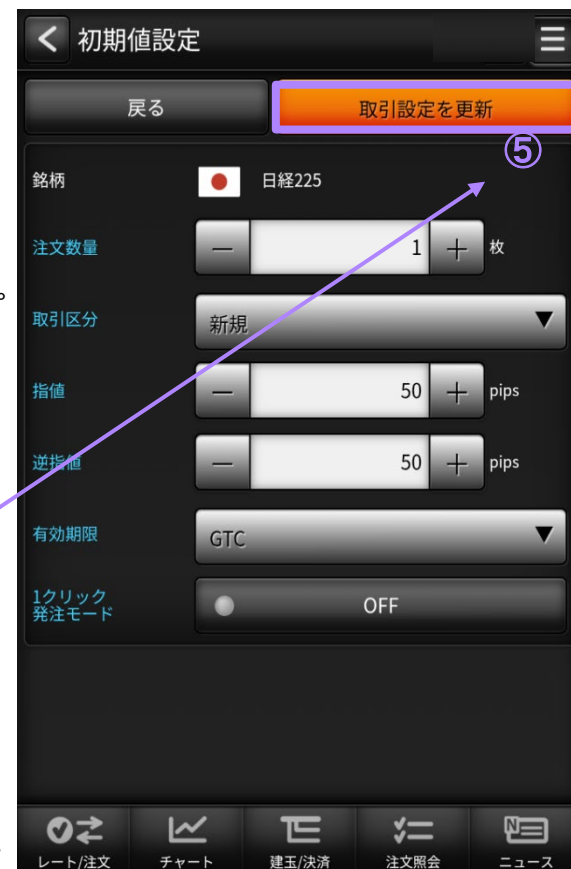 初期値設定
戻る
取引設定を更新
⑤
銘柄
日経225
注文数量
1
枚
。
取引区分
新規
指値
50
pips
逆指値
50
pips
有効期限
GTC
1クリック
発注モード
OFF
レート/注文
チャート
建玉/決済
注文照会
ニュース